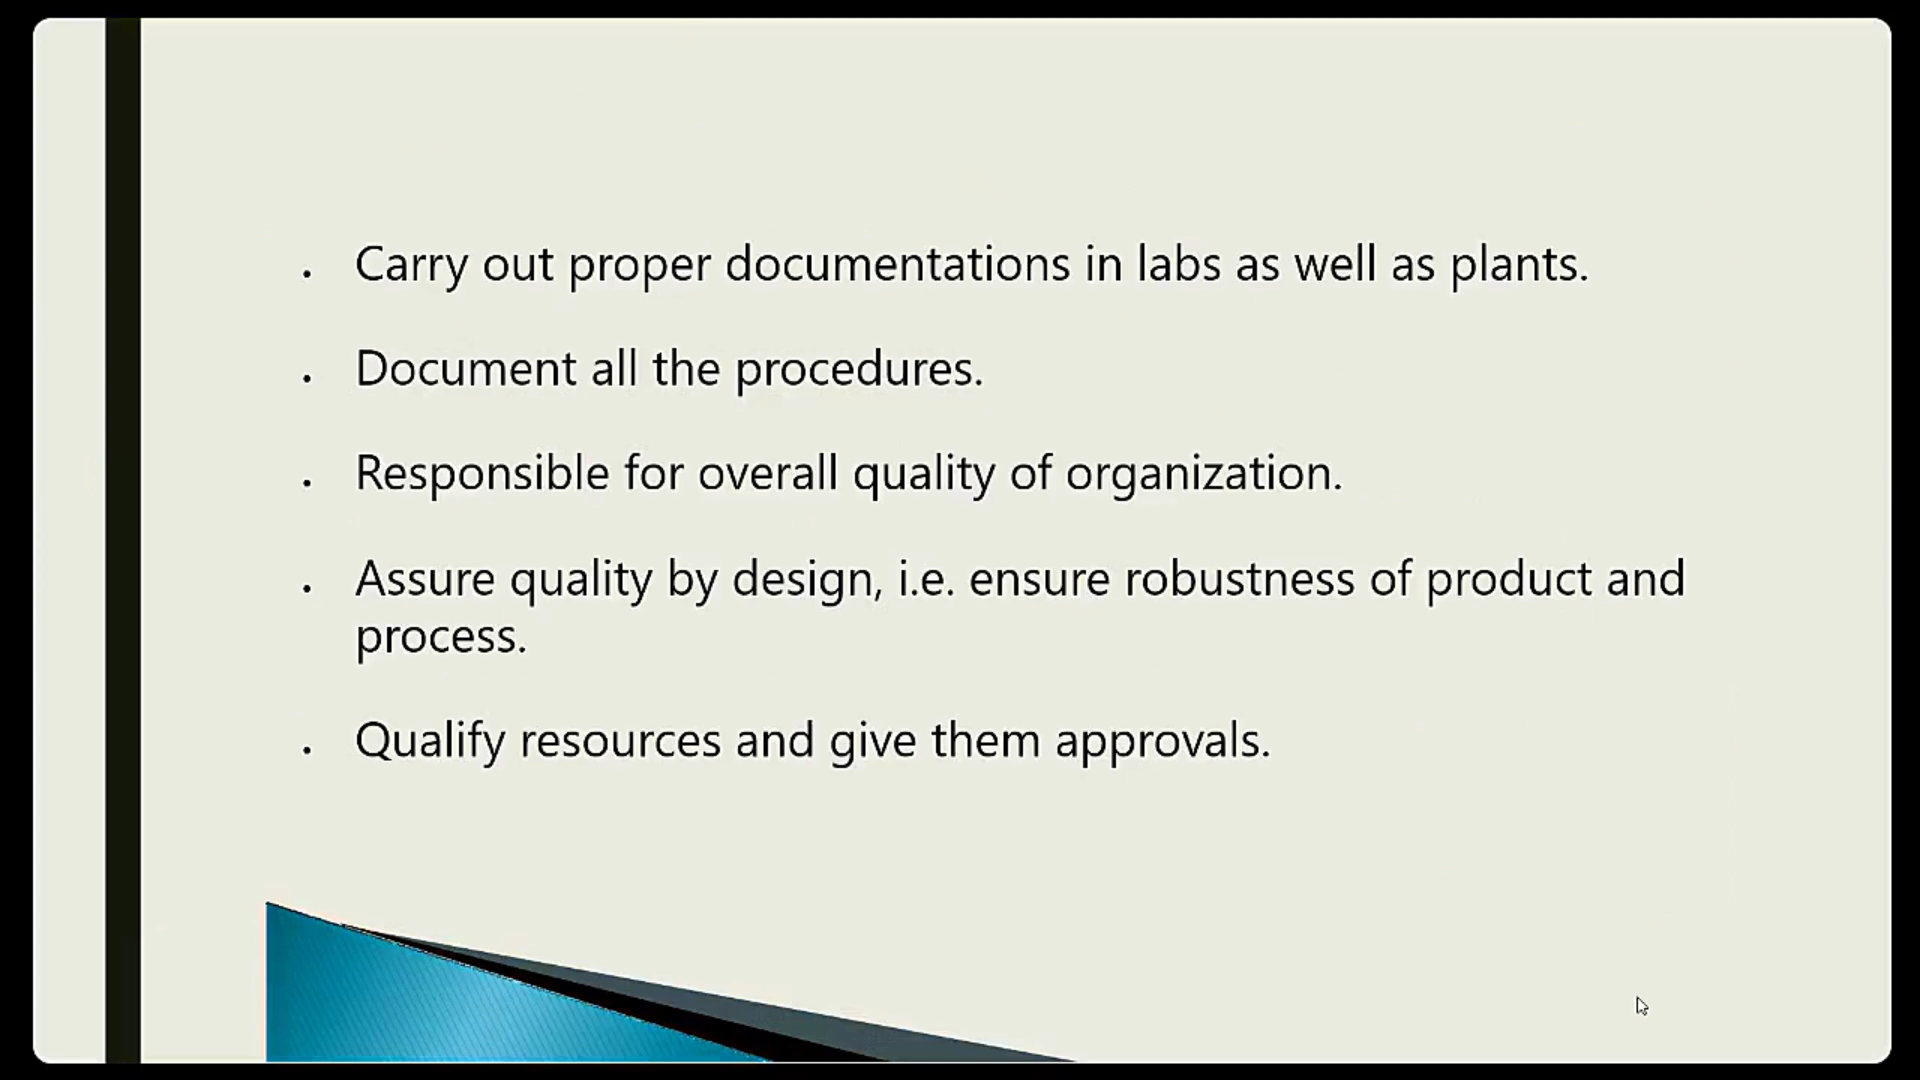 • Carry out proper documentations in labs as well as plants.
• Document all the procedures.
• Responsible for overall quality of organization.
• Assure quality by design, i.e. ensure robustness of product and
process.
• Qualify resources and give them approvals.